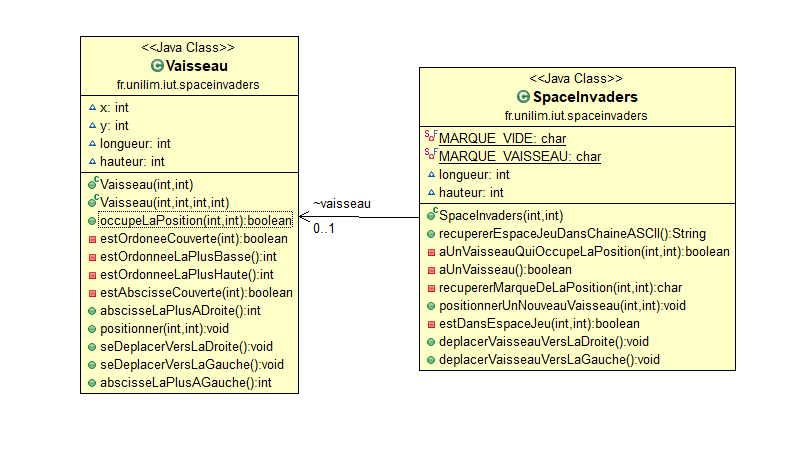 <<Java Class>>
Vaisseau
fr.unilim.iut.spaceinvaders
x: int
y: int
longueur: int
hauteur: int
Vaisseau(int,int)
Vaisseau(int,int,int,int)
occupeLaPosition(int,int):boolean
estOrdoneeCouverte(int):boolean
estOrdonneeLaPlusBasse():int
estOrdonneeLaPlusHaute():int
estAbscisseCouverte(int):boolean
abscisseLaPlusADroite():int
positionner(int,int):void
seDeplacerVersLaDroite():void
seDeplacerVersLaGauche():void
abscisseLaPlusAGauche():int
~vaisseau
0..1
<<Java Class>>
SpaceInvaders
fr.unilim.iut.spaceinvaders
MARQUE_VIDE: char
MARQUE_VAISSEAU: char
longueur: int
hauteur: int
SpaceInvaders(int,int)
recupererEspaceJeuDansChaineASCII():String
aUnVaisseauQuiOccupeLaPosition(int,int):boolean
aUnVaisseau():boolean
recupererMarqueDeLaPosition(int,int):char
positionnerUnNouveauVaisseau(int,int):void
estDansEspaceJeu(int,int):boolean
deplacerVaisseauVersLaDroite():void
deplacerVaisseauVersLaGauche():void